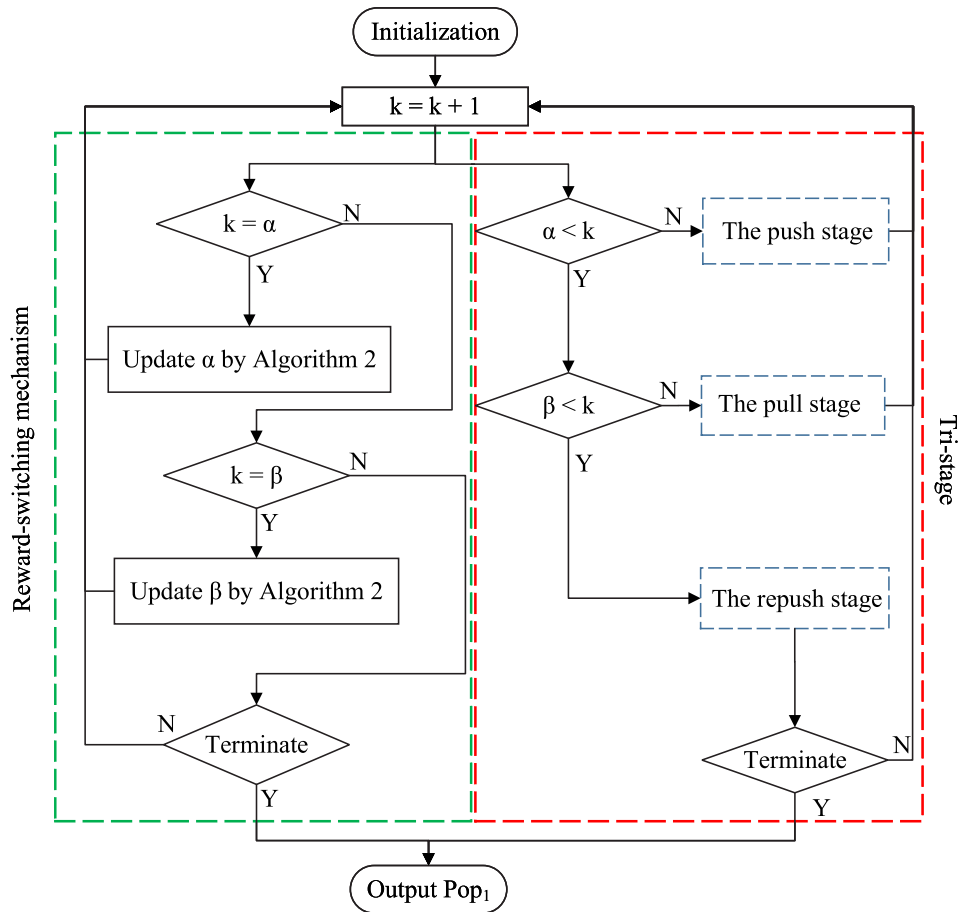 Initialization
k = k + 1
Reward-switching mechanism
k = α
N
Y
Update α by Algorithm 2
k = β
N
Y
Update β by Algorithm 2
N
Terminate
Y
α < k
N
The push stage
Y
β < k
N
The pull stage
Y
Tri-stage
The repush stage
Terminate
N
Y
Output Pop₁